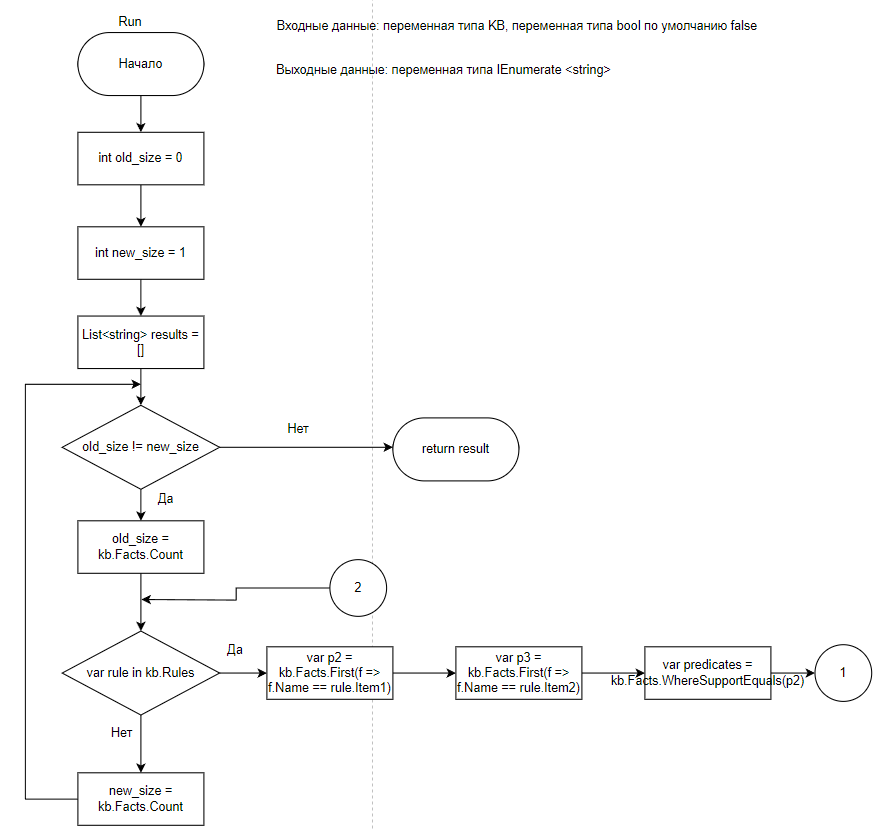 Run
Входные данные: переменная типа KB, переменная типа bool по умолчанию false
Начало
Выходные данные: переменная типа IEnumerate <string>
int old_size = 0
int new_size = 1
List<string> results =
[]
old_size != new_size
Нет
return result
Да
old_size =
kb.Facts.Count
2
var rule in kb.Rules
Да
var p2 =
kb.Facts.First(f =>
f.Name == rule.Item1)
var p3 =
kb.Facts.First(f =>
f.Name == rule.Item2)
var predicates =
kb.Facts.WhereSupportEquals(p2)
1
Нет
new_size =
kb.Facts.Count